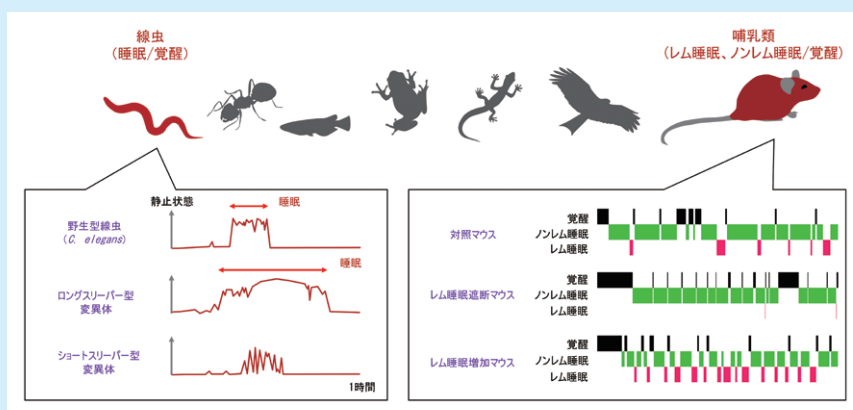 線虫
(睡眠/覚醒)
哺乳類
(レム睡眠、ノンレム睡眠/覚醒)
静止状態
睡眠
野生型線虫
(C. elegans)
睡眠
ロングスリーパー型
変異体
ショートスリーパー型
変異体
1時間
覚醒
対照マウス
ノンレム睡眠
レム睡眠
覚醒
レム睡眠遮断マウス
ノンレム睡眠
レム睡眠
覚醒
レム睡眠増加マウス
ノンレム睡眠
レム睡眠